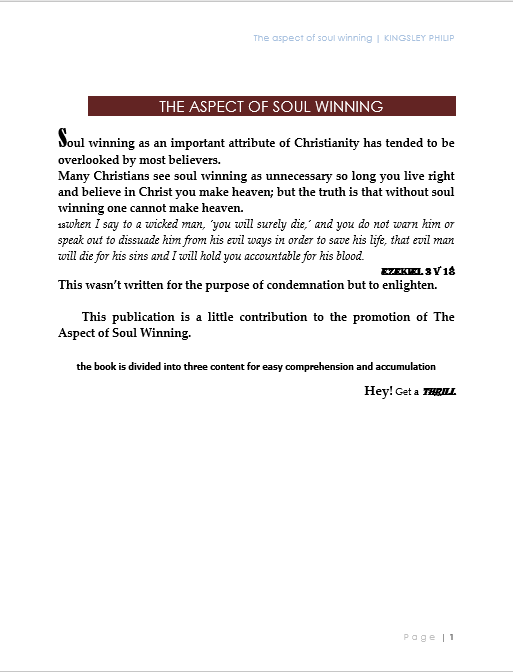 The aspect of soul winning | KINGSLEY PHILIP
THE ASPECT OF SOUL WINNING
Soul winning as an important attribute of Christianity has tended to be
overlooked by most believers.
Many Christians see soul winning as unnecessary so long you live right
and believe in Christ you make heaven; but the truth is that without soul
winning one cannot make heaven.
18when I say to a wicked man, 'you will surely die,' and you do not warn him or
speak out to dissuade him from his evil ways in order to save his life, that evil man
will die for his sins and I will hold you accountable for his blood.
EZEKIEL 3 V 18
This wasn't written for the purpose of condemnation but to enlighten.
This publication is a little contribution to the promotion of The
Aspect of Soul Winning.
the book is divided into three content for easy comprehension and accumulation
Hey! Get a THRILL
Page | 1